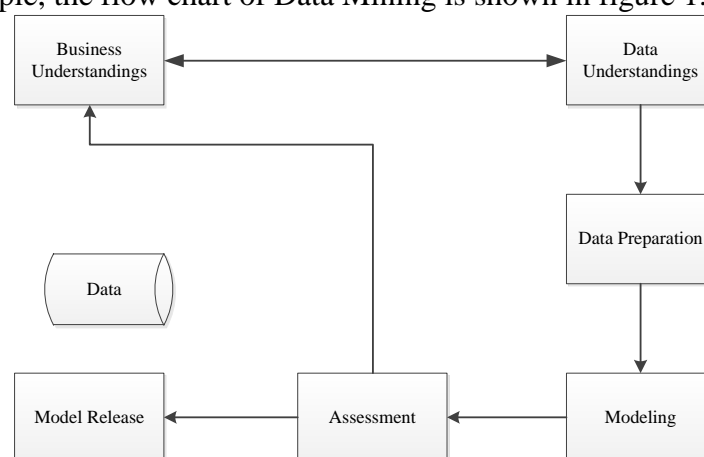 ple, the flow chart of Data Mining is shown in figure 1.
Business
Understandings
Data
Understandings
Data Preparation
Data
Model Release
Assessment
Modeling